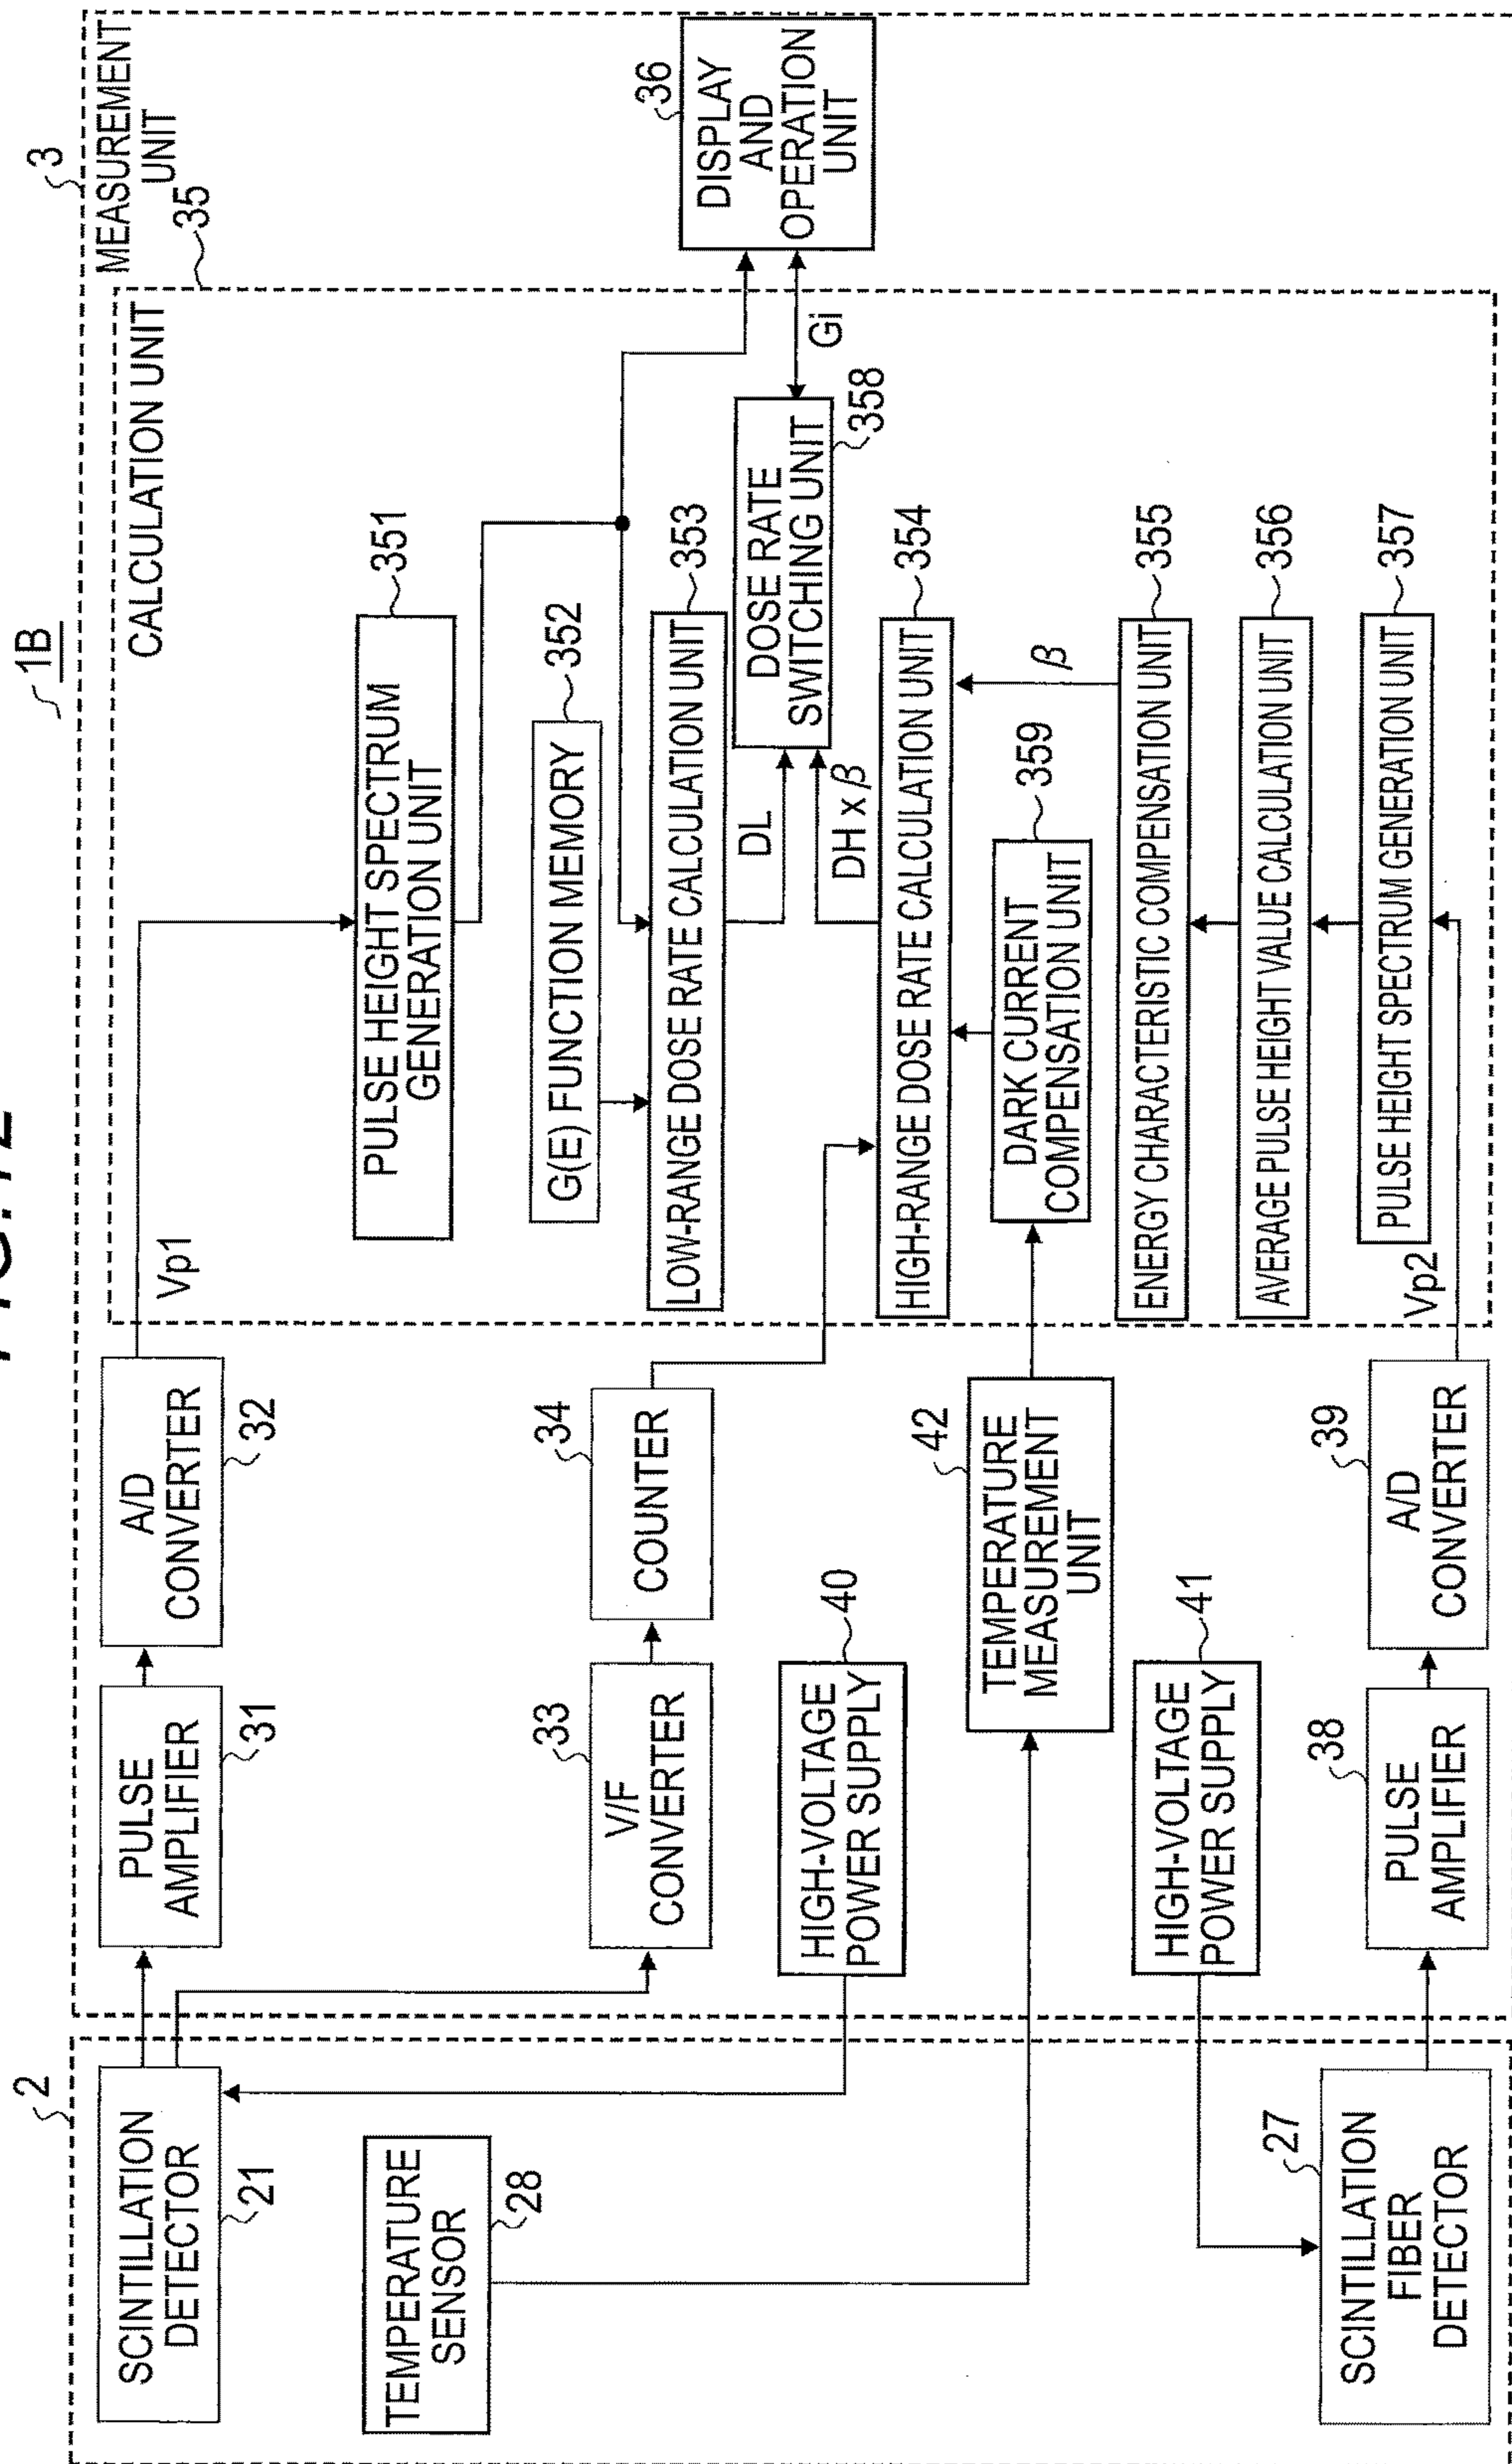 1B
2
3
MEASUREMENT
UNIT
35
CALCULATION UNIT
SCINTILLATION
DETECTOR
21
PULSE
AMPLIFIER
31
A/D
CONVERTER
32
Vp1
PULSE HEIGHT SPECTRUM
GENERATION UNIT
351
TEMPERATURE
SENSOR
28
V/F
CONVERTER
33
COUNTER
34
G(E) FUNCTION MEMORY
352
LOW-RANGE DOSE RATE CALCULATION UNIT
353
DL
DOSE RATE
SWITCHING UNIT
358
Gi
DISPLAY
AND
OPERATION
UNIT
36
HIGH-VOLTAGE
POWER SUPPLY
40
DH x β
HIGH-RANGE DOSE RATE CALCULATION UNIT
354
TEMPERATURE
MEASUREMENT
UNIT
42
DARK CURRENT
COMPENSATION UNIT
359
β
HIGH-VOLTAGE
POWER SUPPLY
41
ENERGY CHARACTERISTIC COMPENSATION UNIT
355
AVERAGE PULSE HEIGHT VALUE CALCULATION UNIT
356
SCINTILLATION
FIBER
DETECTOR
27
PULSE
AMPLIFIER
38
A/D
CONVERTER
39
Vp2
PULSE HEIGHT SPECTRUM GENERATION UNIT
357